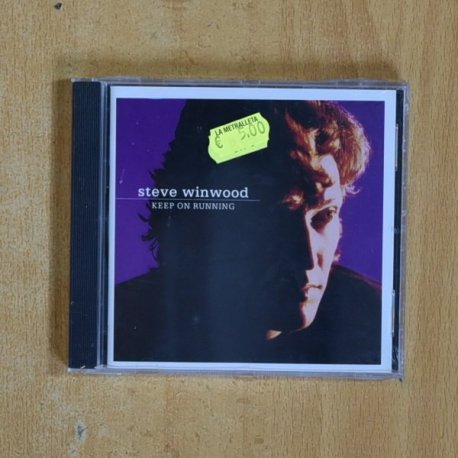 LA METRALLETA
€ 5.00
steve winwood
KEEP ON RUNNING